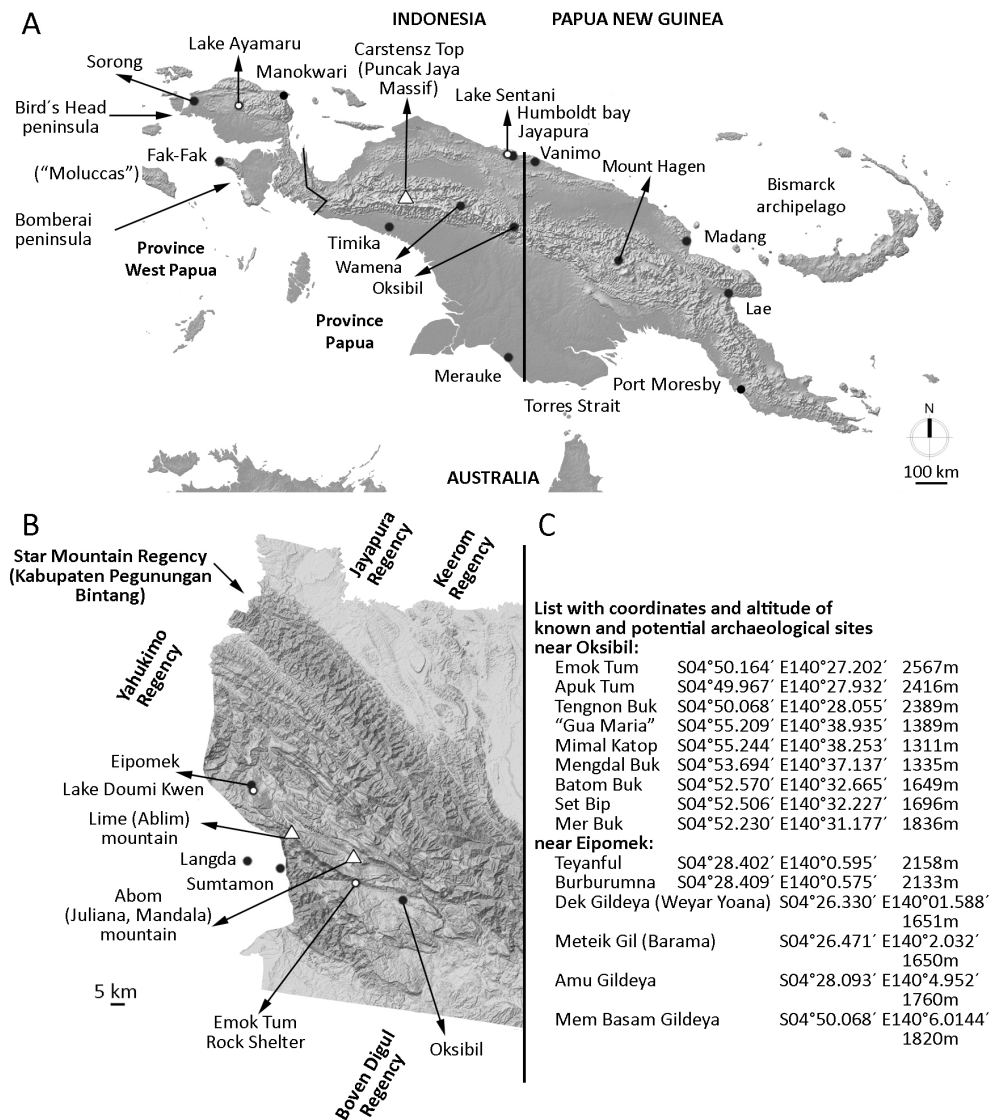 A
INDONESIA
PAPUA NEW GUINEA
Lake Ayamaru
Sorong
Manokwari
Carstensz Top
(Puncak Jaya
Massif)
Lake Sentani
Humboldt bay
Jayapura
Vanimo
Bird´s Head
peninsula
Fak-Fak
(“Moluccas”)
Mount Hagen
Bismarck
archipelago
Bomberai
peninsula
Madang
Province
West Papua
Timika
Wamena
Oksibil
Lae
Province
Papua
Merauke
Port Moresby
Torres Strait
N
100 km
AUSTRALIA
B
Star Mountain Regency
(Kabupaten Pegunungan
Bintang)
Jayapura
Regency
Keerom
Regency
Yahukimo
Regency
Eipomek
Lake Doumi Kwen
Lime (Ablim)
mountain
Langda
Sumtamon
Abom
(Juliana, Mandala)
mountain
5 km
Emok Tum
Rock Shelter
Oksibil
Boven Digul
Regency
C
List with coordinates and altitude of
known and potential archaeological sites
near Oksibil:
Emok Tum S04°50.164´ E140°27.202´ 2567m
Apuk Tum S04°49.967´ E140°27.932´ 2416m
Tengnon Buk S04°50.068´ E140°28.055´ 2389m
“Gua Maria” S04°55.209´ E140°38.935´ 1389m
Mimal Katop S04°55.244´ E140°38.253´ 1311m
Mengdal Buk S04°53.694´ E140°37.137´ 1335m
Batom Buk S04°52.570´ E140°32.665´ 1649m
Set Bip S04°52.506´ E140°32.227´ 1696m
Mer Buk S04°52.230´ E140°31.177´ 1836m
near Eipomek:
Teyanful S04°28.402´ E140°0.595´ 2158m
Burburumna S04°28.409´ E140°0.575´ 2133m
Dek Gildeya (Weyar Yoana) S04°26.330´ E140°01.588´
1651m
Meteik Gil (Barama) S04°26.471´ E140°2.032´
1650m
Amu Gildeya S04°28.093´ E140°4.952´
1760m
Mem Basam Gildeya S04°50.068´ E140°6.0144´
1820m